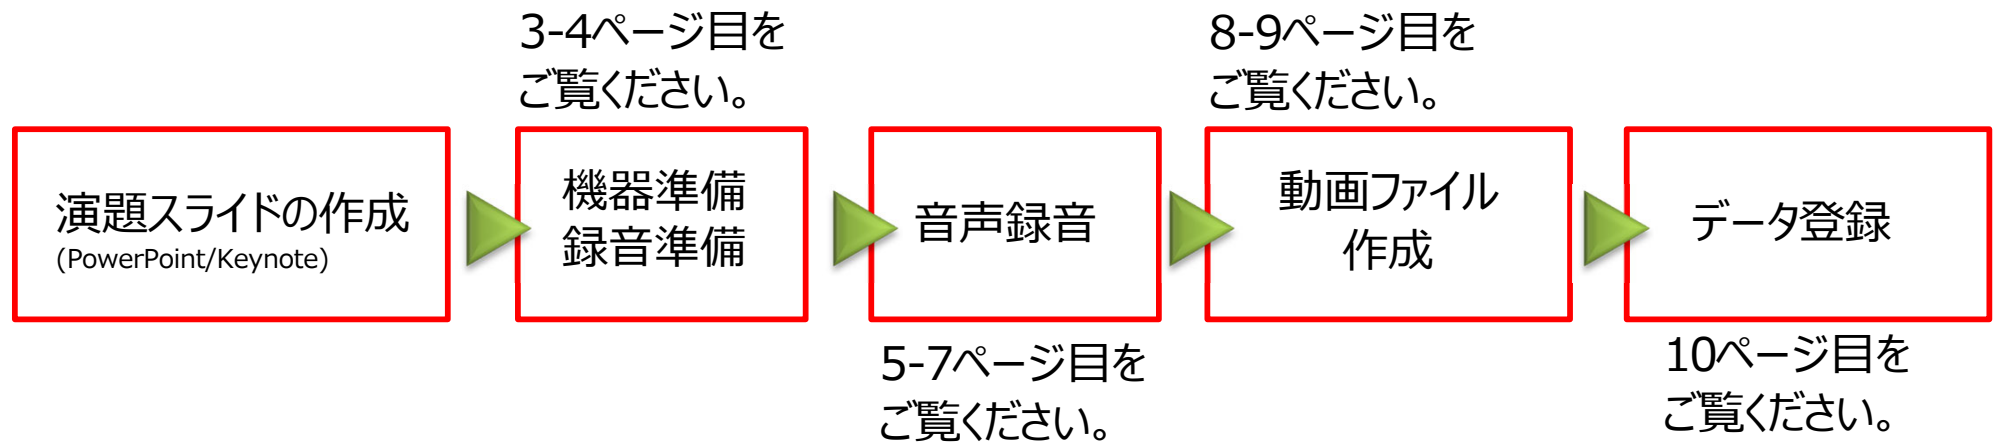 3-4ページ目を
ご覧ください。
8-9ページ目を
ご覧ください。
演題スライドの作成
(PowerPoint/Keynote)
機器準備
録音準備
音声録音
動画ファイル
作成
データ登録
5-7ページ目を
ご覧ください。
10ページ目を
ご覧ください。